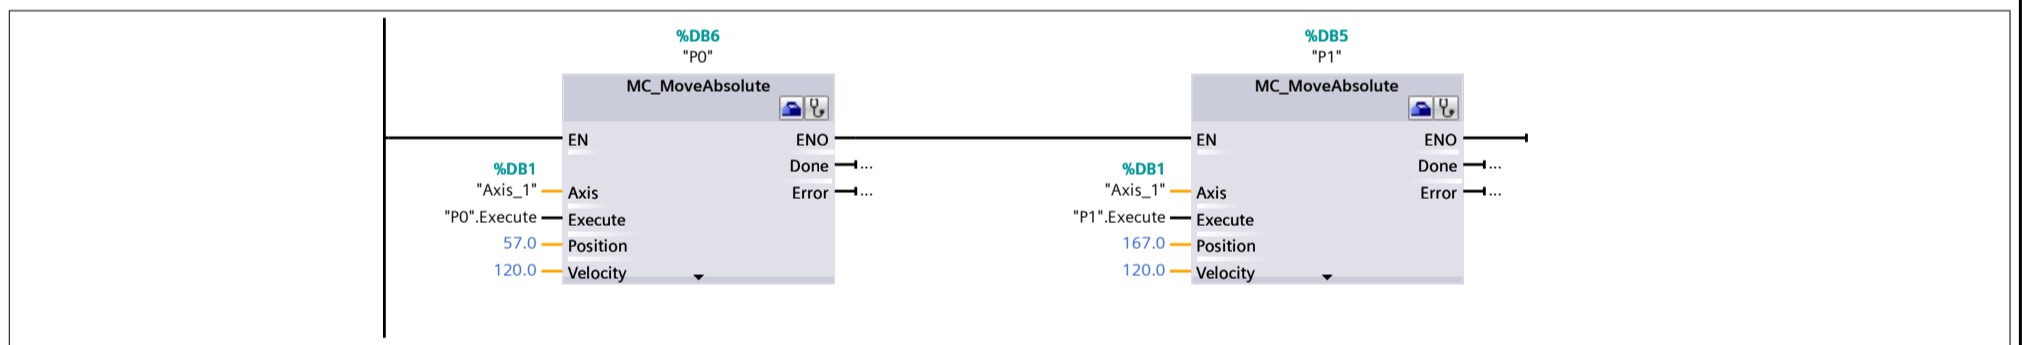 %DB6
"P0"
MC_MoveAbsolute
EN
ENO
Done
...
%DB1
"Axis_1"
Axis
Error
...
"P0".Execute
Execute
57.0
Position
120.0
Velocity
%DB5
"P1"
MC_MoveAbsolute
EN
ENO
Done
...
%DB1
"Axis_1"
Axis
Error
...
"P1".Execute
Execute
167.0
Position
120.0
Velocity